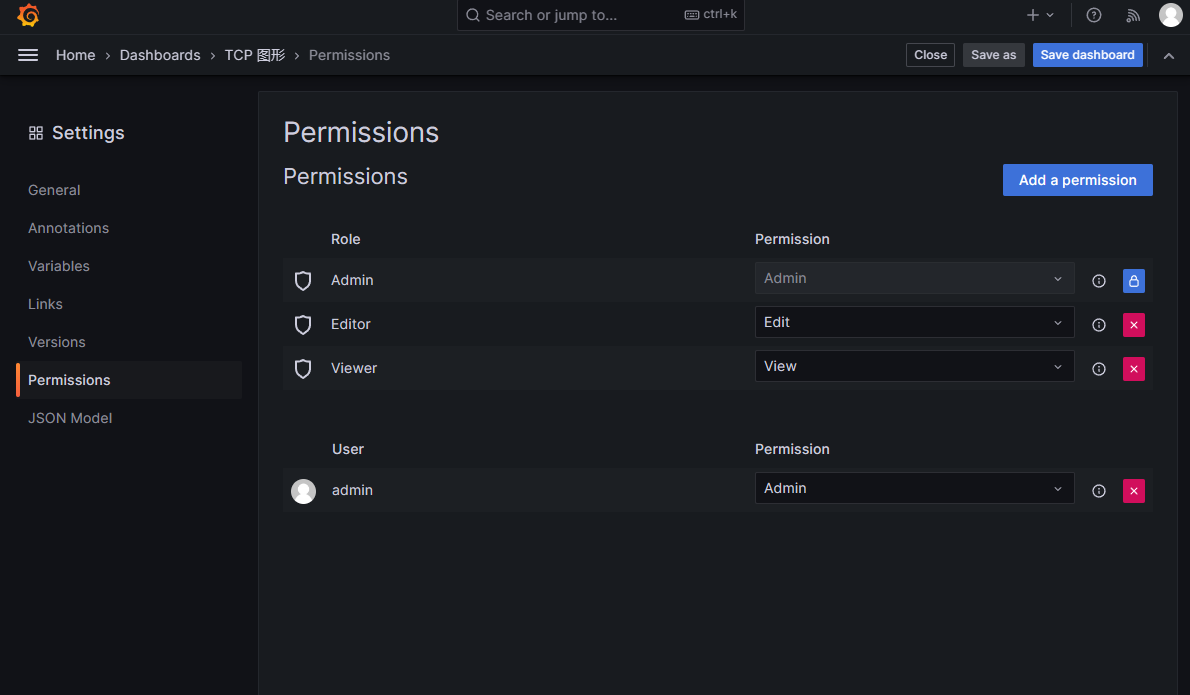 Search or jump to... ctrl+k
Home › Dashboards › TCP 图形 › Permissions
Close Save as Save dashboard
Settings
General
Annotations
Variables
Links
Versions
Permissions
JSON Model
Permissions
Permissions
Add a permission
Role Permission
Admin Admin
Editor Edit
Viewer View
User Permission
admin Admin